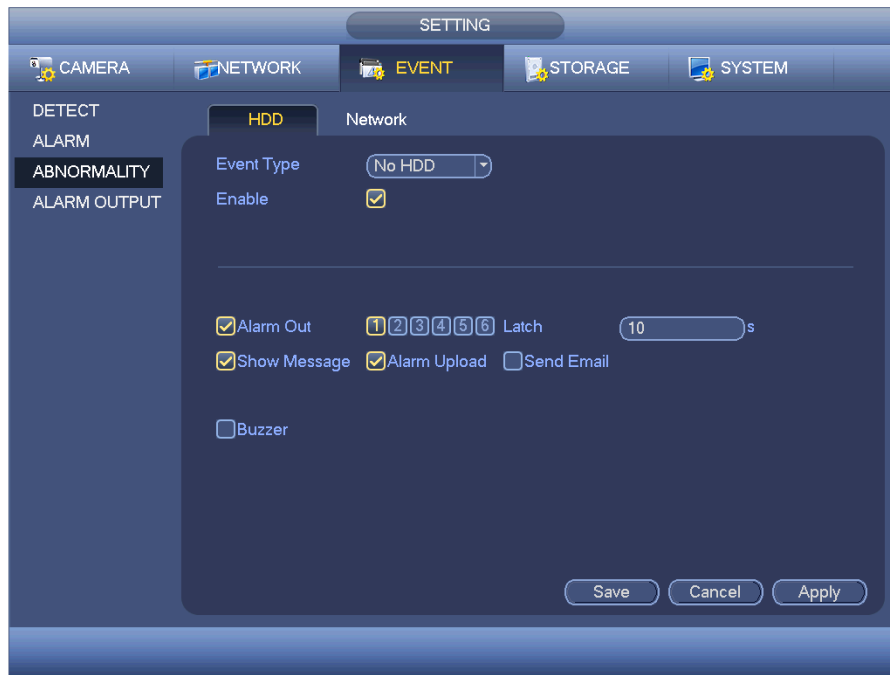 SETTING
CAMERA NETWORK EVENT STORAGE SYSTEM
DETECT
ALARM
ABNORMALITY
ALARM OUTPUT
HDD Network
Event Type No HDD
Enable
Alarm Out 1 2 3 4 5 6 Latch 10 s
Show Message Alarm Upload Send Email
Buzzer
Save Cancel Apply